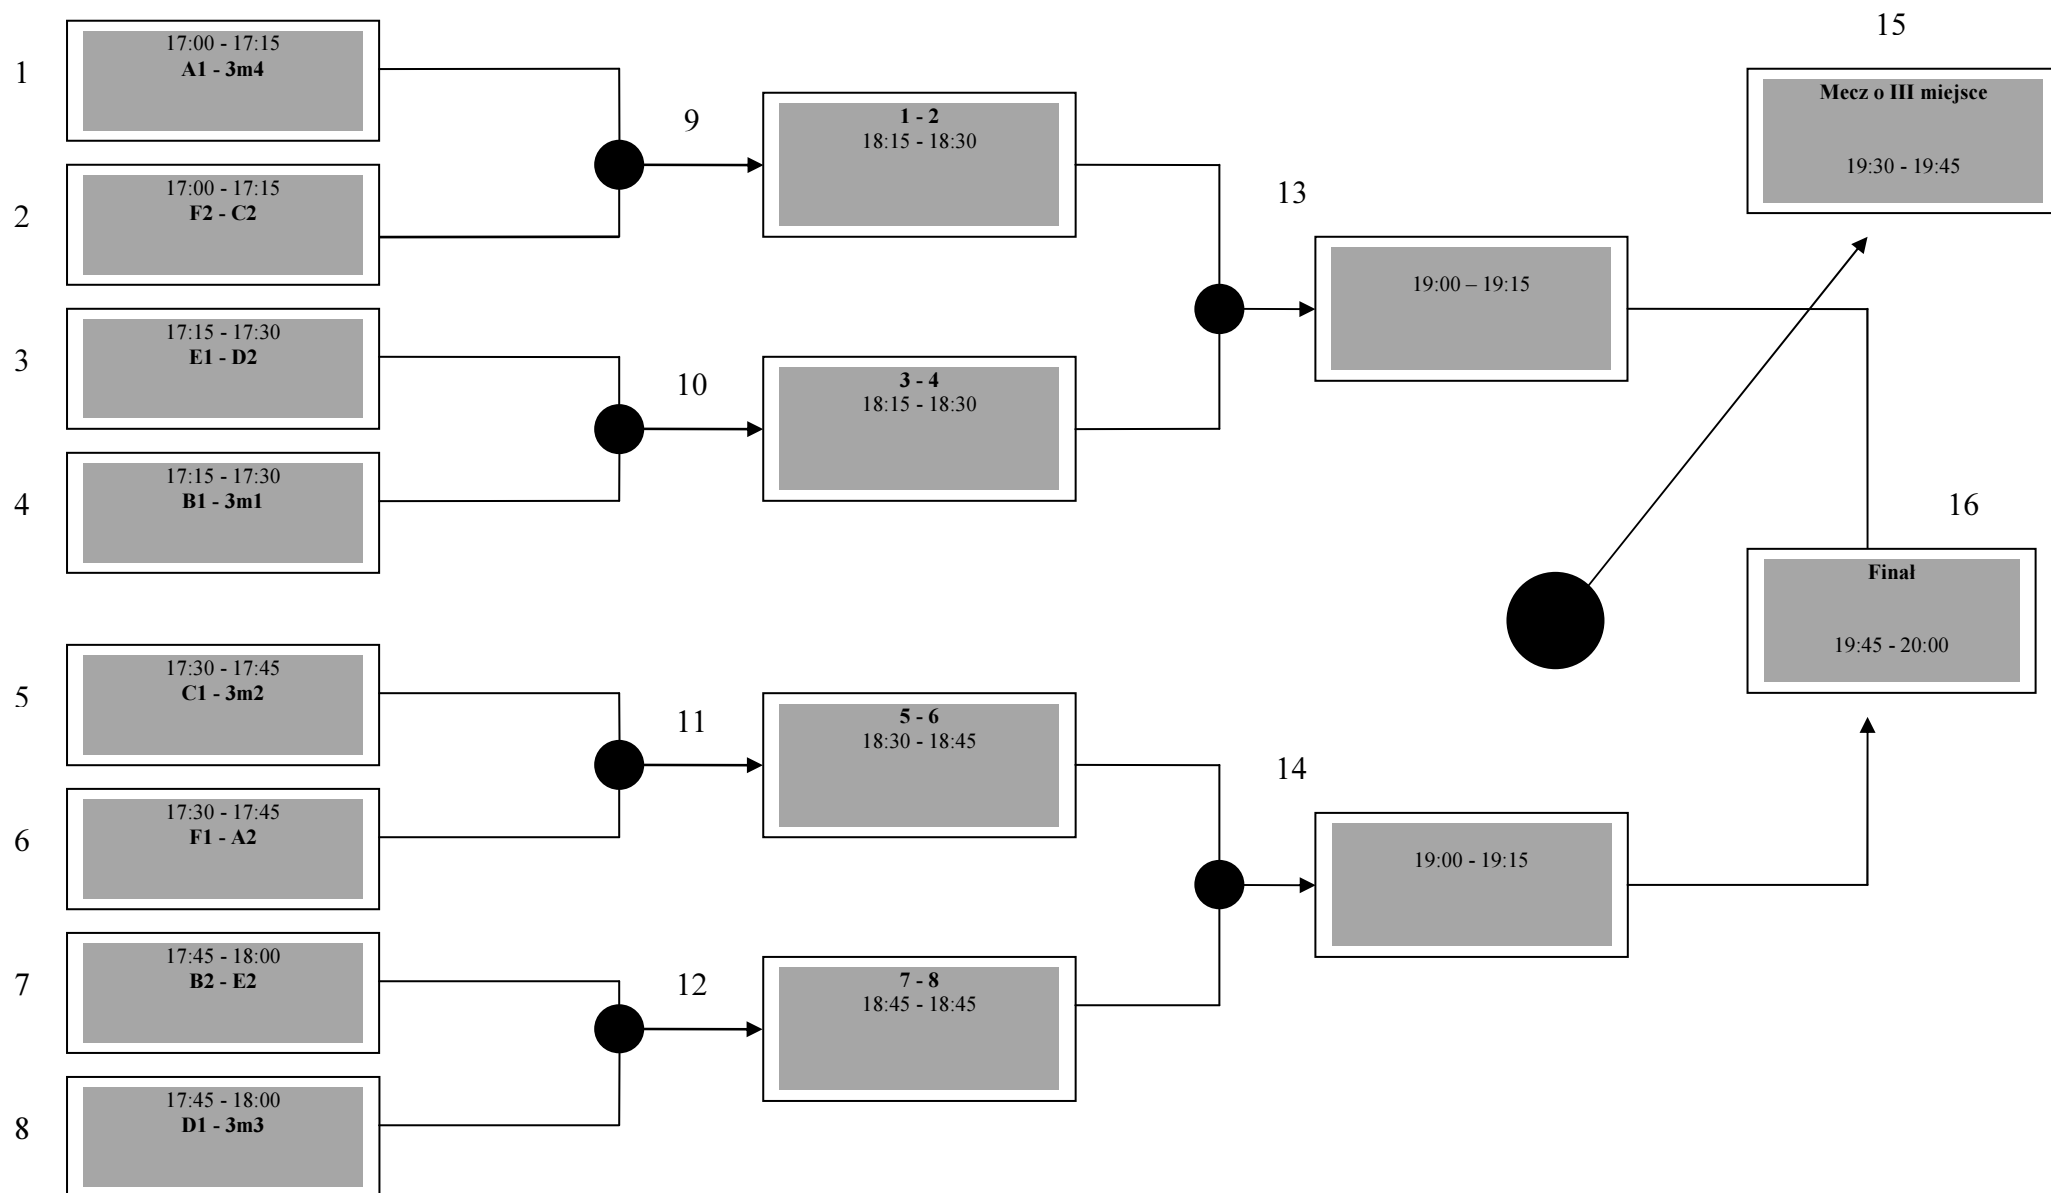 1
17:00 - 17:15
A1 - 3m4
2
17:00 - 17:15
F2 - C2
3
17:15 - 17:30
E1 - D2
4
17:15 - 17:30
B1 - 3m1
5
17:30 - 17:45
C1 - 3m2
6
17:30 - 17:45
F1 - A2
7
17:45 - 18:00
B2 - E2
8
17:45 - 18:00
D1 - 3m3
9
1 - 2
18:15 - 18:30
10
3 - 4
18:15 - 18:30
11
5 - 6
18:30 - 18:45
12
7 - 8
18:45 - 18:45
13
19:00 – 19:15
14
19:00 - 19:15
15
Mecz o III miejsce
19:30 - 19:45
16
Finał
19:45 - 20:00